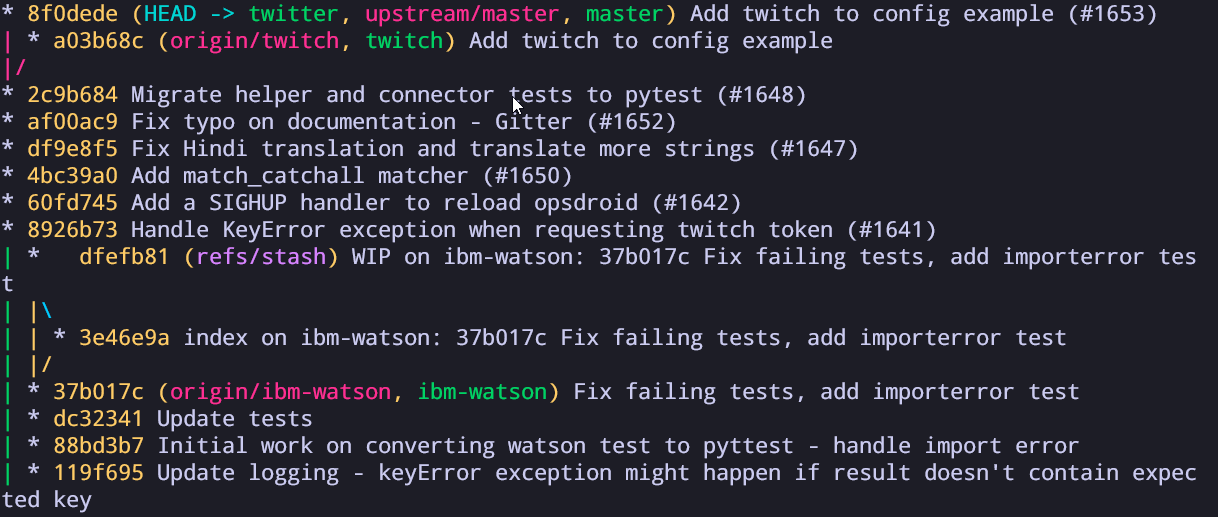 * 8f0dede (HEAD -> twitter, upstream/master, master) Add twitch to config example (#1653)
| * a03b68c (origin/twitch, twitch) Add twitch to config example
|/
* 2c9b684 Migrate helper and connector tests to pytest (#1648)
* af00ac9 Fix typo on documentation - Gitter (#1652)
* df9e8f5 Fix Hindi translation and translate more strings (#1647)
* 4bc39a0 Add match_catchall matcher (#1650)
* 60fd745 Add a SIGHUP handler to reload opsdroid (#1642)
* 8926b73 Handle KeyError exception when requesting twitch token (#1641)
| *   dfefb81 (refs/stash) WIP on ibm-watson: 37b017c Fix failing tests, add importerror tes
t
| |\
| | * 3e46e9a index on ibm-watson: 37b017c Fix failing tests, add importerror test
| |/
| * 37b017c (origin/ibm-watson, ibm-watson) Fix failing tests, add importerror test
| * dc32341 Update tests
| * 88bd3b7 Initial work on converting watson test to pyttest - handle import error
| * 119f695 Update logging - keyError exception might happen if result doesn't contain expec
ted key